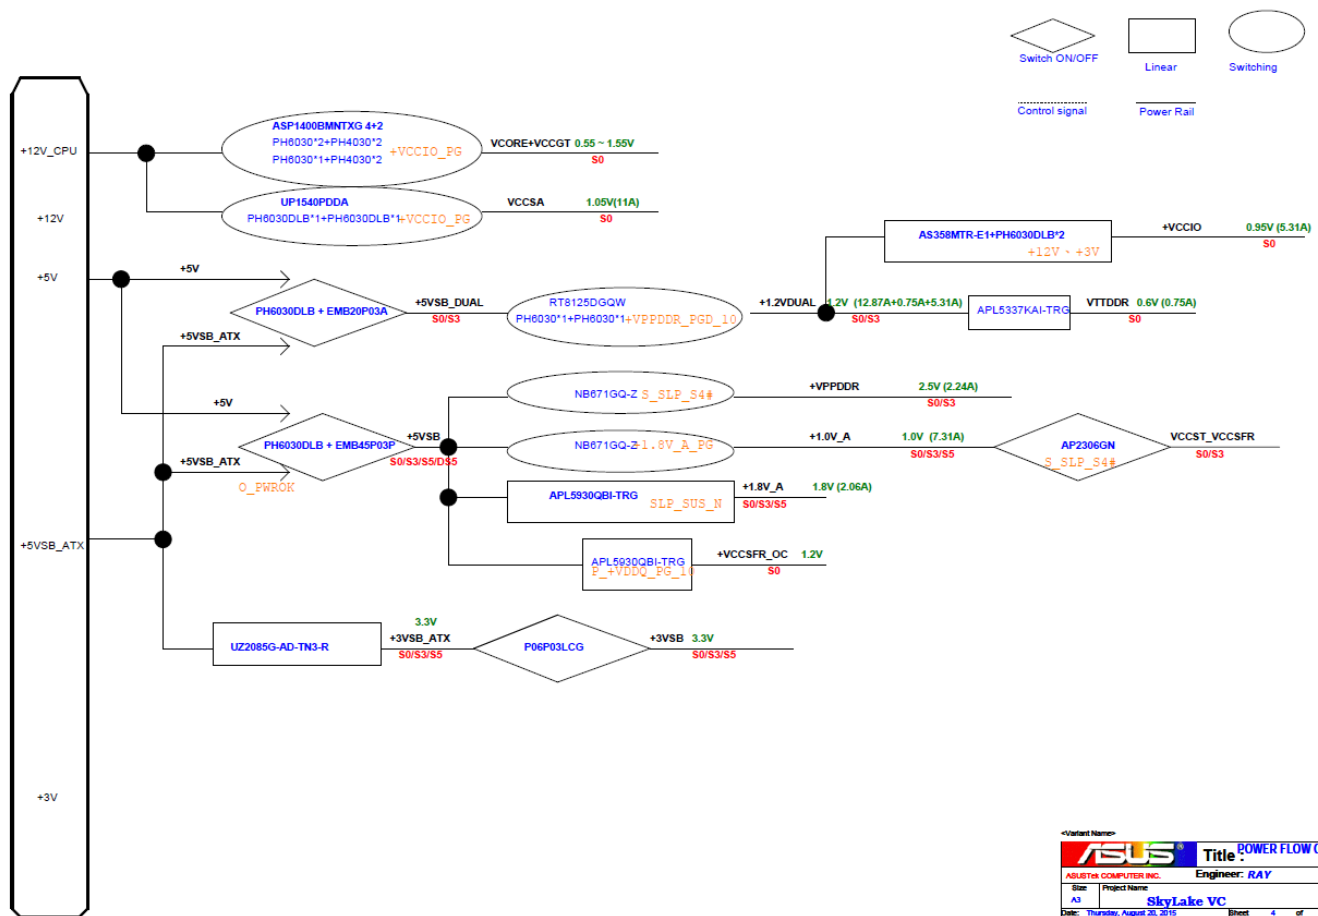 Switch ON/OFF
Linear
Switching
Control signal
Power Rail
+12V_CPU
ASP1400BMNTXG 4+2
PH6030*2+PH4030*2
PH6030*1+PH4030*2
+VCCIO_PG
VCORE+VCCGT 0.55 ~ 1.55V
S0
+12V
UP1540PDDA
PH6030DLB*1+PH6030DLB*1
+VCCIO_PG
VCCSA 1.05V(11A)
S0
AS358MTR-E1+PH6030DLB*2
+12V、+3V
+VCCIO 0.95V (5.31A)
S0
+5V
+5V
PH6030DLB + EMB20P03A
+5VSB_DUAL
S0/S3
RT8125DGQW
PH6030*1+PH6030*1
+VPPDDR_PGD_10
+1.2VDUAL 1.2V (12.87A+0.75A+5.31A)
S0/S3
APL5337KAI-TRG
VTTDDR 0.6V (0.75A)
S0
+5VSB_ATX
NB671GQ-Z S_SLP_S4#
+VPPDDR 2.5V (2.24A)
S0/S3
+5V
PH6030DLB + EMB45P03P
+5VSB
S0/S3/S5/DS5
NB671GQ-Z
+1.8V_A_PG
+1.0V_A 1.0V (7.31A)
S0/S3/S5
AP2306GN
S_SLP_S4#
VCCST_VCCSFR
S0/S3
+5VSB_ATX
O_PWROK
APL5930QBI-TRG
SLP_SUS_N
+1.8V_A 1.8V (2.06A)
S0/S3/S5
+5VSB_ATX
APL5930QBI-TRG
P_+VDDQ_PG_10
+VCCSFR_OC 1.2V
S0
UZ2085G-AD-TN3-R
3.3V
+3VSB_ATX
S0/S3/S5
P06P03LCG
+3VSB 3.3V
S0/S3/S5
+3V
<Variant Name>
ASUS
Title : POWER FLOW
ASUSTek COMPUTER INC.
Engineer: RAY
Size Project Name
A3 SkyLake VC
Date: Thursday, August 20, 2015 Sheet 4 of